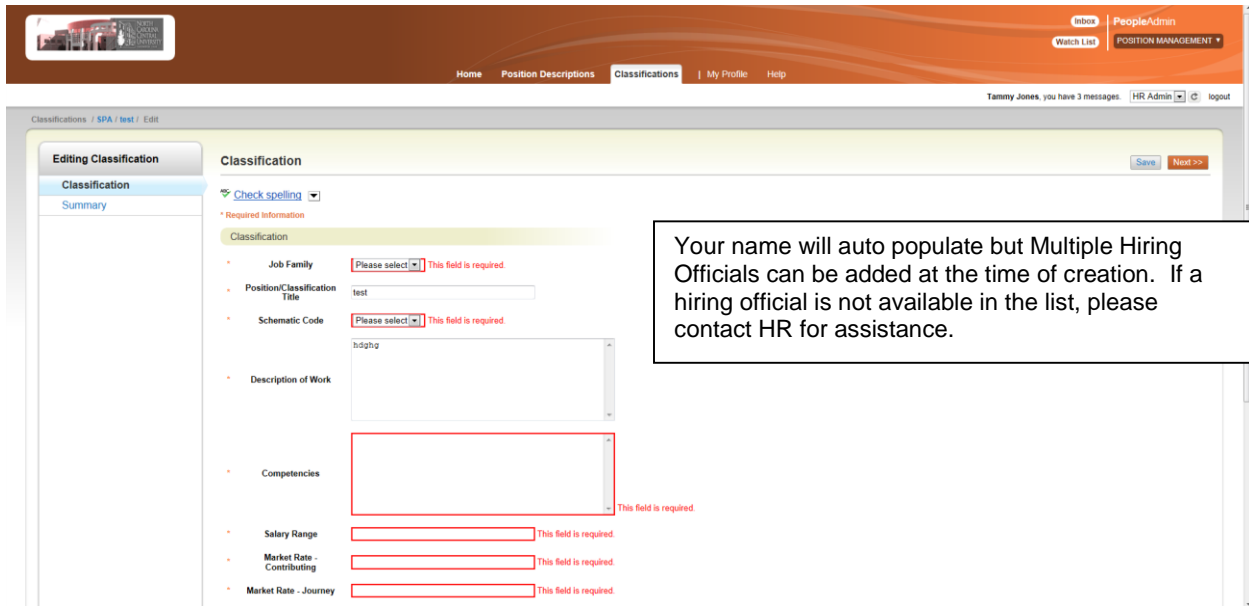 NORTH
CAROLINA
CENTRAL
UNIVERSITY
Inbox PeopleAdmin
Watch List POSITION MANAGEMENT
Home Position Descriptions Classifications | My Profile Help
Tammy Jones, you have 3 messages. HR Admin logout
Classifications / SPA / test / Edit
Editing Classification
Classification
Summary
Classification
Save Next >>
ABC Check spelling
* Required Information
Classification
* Job Family Please select This field is required.
* Position/Classification
Title test
* Schematic Code Please select This field is required.
* Description of Work hdghg
* Competencies
This field is required.
* Salary Range This field is required.
* Market Rate -
Contributing This field is required.
* Market Rate - Journey This field is required.
Your name will auto populate but Multiple Hiring
Officials can be added at the time of creation. If a
hiring official is not available in the list, please
contact HR for assistance.